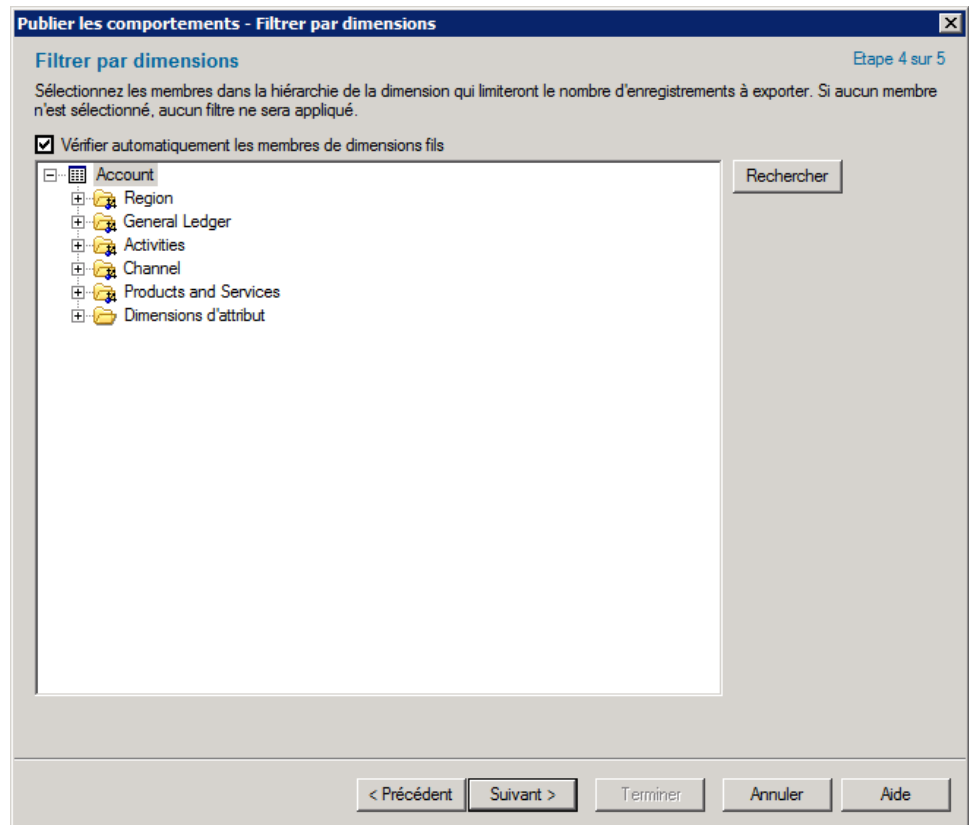 Publier les comportements - Filtrer par dimensions
Filtrer par dimensions
Etape 4 sur 5
Sélectionnez les membres dans la hiérarchie de la dimension qui limiteront le nombre d'enregistrements à exporter. Si aucun membre
n'est sélectionné, aucun filtre ne sera appliqué.
Vérifier automatiquement les membres de dimensions fils
Account
Rechercher
Region
General Ledger
Activities
Channel
Products and Services
Dimensions d'attribut
< Précédent
Suivant >
Terminer
Annuler
Aide